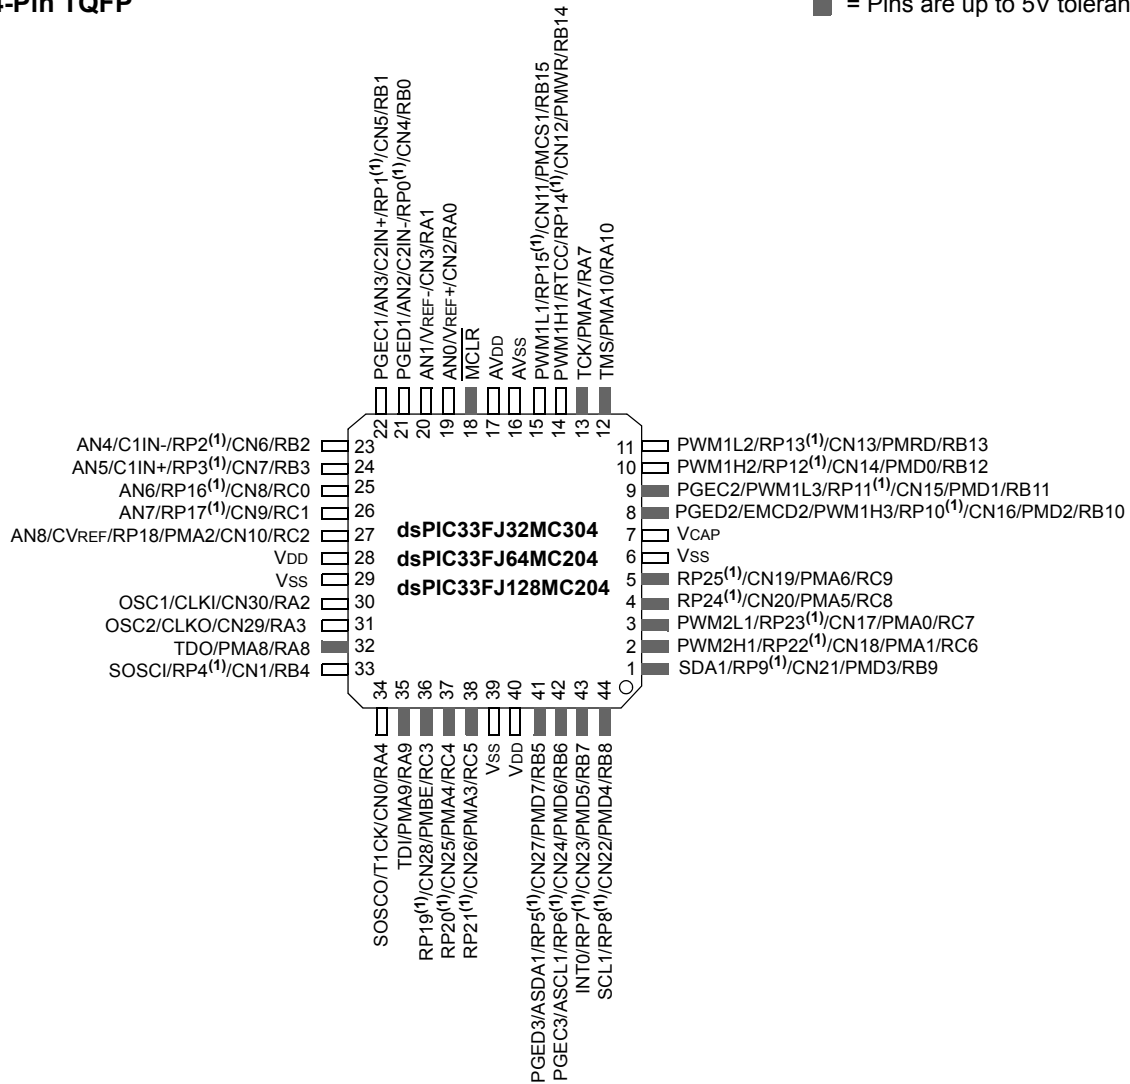 4-Pin TQFP
= Pins are up to 5V toleran
PGEC1/AN3/C2IN+/RP1(1)/CN5/RB1
PGED1/AN2/C2IN-/RP0(1)/CN4/RB0
AN1/VREF-/CN3/RA1
AN0/VREF+/CN2/RA0
MCLR
AVDD
AVSS
PWM1L1/RP15(1)/CN11/PMCS1/RB15
PWM1H1/RTCC/RP14(1)/CN12/PMWR/RB14
TCK/PMA7/RA7
TMS/PMA10/RA10
22 21 20 19 18 17 16 15 14 13 12
AN4/C1IN-/RP2(1)/CN6/RB2 23
AN5/C1IN+/RP3(1)/CN7/RB3 24
AN6/RP16(1)/CN8/RC0 25
AN7/RP17(1)/CN9/RC1 26
AN8/CVREF/RP18/PMA2/CN10/RC2 27
VDD 28
VSS 29
OSC1/CLKI/CN30/RA2 30
OSC2/CLKO/CN29/RA3 31
TDO/PMA8/RA8 32
SOSCI/RP4(1)/CN1/RB4 33
dsPIC33FJ32MC304
dsPIC33FJ64MC204
dsPIC33FJ128MC204
11 PWM1L2/RP13(1)/CN13/PMRD/RB13
10 PWM1H2/RP12(1)/CN14/PMD0/RB12
9 PGEC2/PWM1L3/RP11(1)/CN15/PMD1/RB11
8 PGED2/EMCD2/PWM1H3/RP10(1)/CN16/PMD2/RB10
7 VCAP
6 VSS
5 RP25(1)/CN19/PMA6/RC9
4 RP24(1)/CN20/PMA5/RC8
3 PWM2L1/RP23(1)/CN17/PMA0/RC7
2 PWM2H1/RP22(1)/CN18/PMA1/RC6
1 SDA1/RP9(1)/CN21/PMD3/RB9
34 35 36 37 38 39 40 41 42 43 44
SOSCO/T1CK/CN0/RA4
TDI/PMA9/RA9
RP19(1)/CN28/PMBE/RC3
RP20(1)/CN25/PMA4/RC4
RP21(1)/CN26/PMA3/RC5
VSS
VDD
PGED3/ASDA1/RP5(1)/CN27/PMD7/RB5
PGEC3/ASCL1/RP6(1)/CN24/PMD6/RB6
INT0/RP7(1)/CN23/PMD5/RB7
SCL1/RP8(1)/CN22/PMD4/RB8